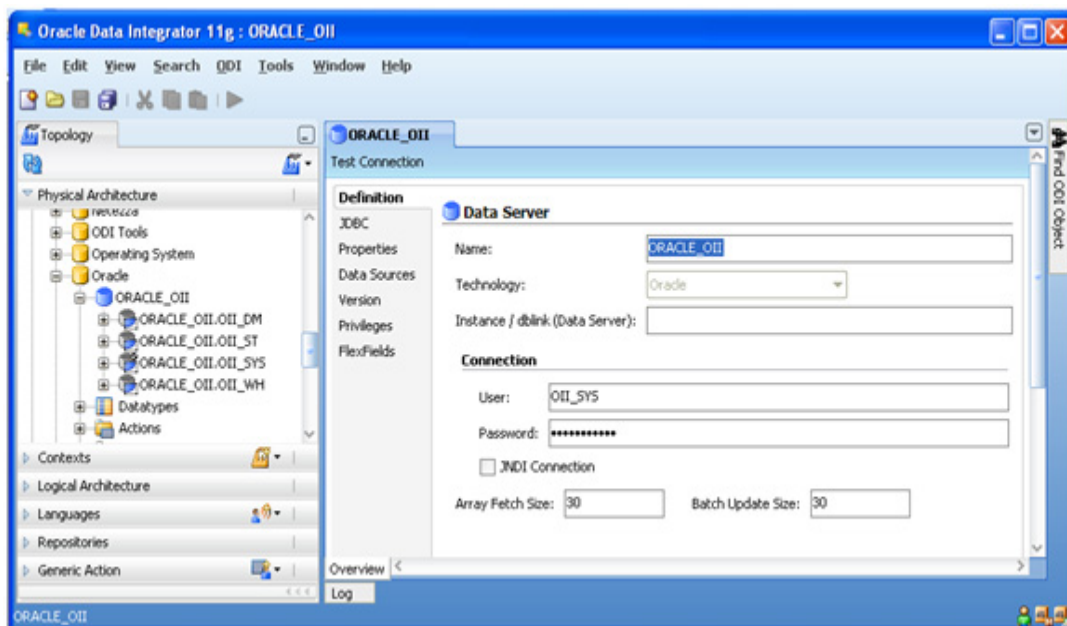 Oracle Data Integrator 11g : ORACLE_OII
File Edit View Search ODI Tools Window Help
Topology
Physical Architecture
Netezza
ODI Tools
Operating System
Oracle
ORACLE_OII
ORACLE_OII.OII_DM
ORACLE_OII.OII_ST
ORACLE_OII.OII_SYS
ORACLE_OII.OII_WH
Datatypes
Actions
Contexts
Logical Architecture
Languages
Repositories
Generic Action
ORACLE_OII
Test Connection
Definition
JDBC
Properties
Data Sources
Version
Privileges
FlexFields
Data Server
Name: ORACLE_OII
Technology: Oracle
Instance / dblink (Data Server):
Connection
User: OII_SYS
Password: •••••••••••
JNDI Connection
Array Fetch Size: 30 Batch Update Size: 30
Overview
Log
Find ODI Object
ORACLE_OII